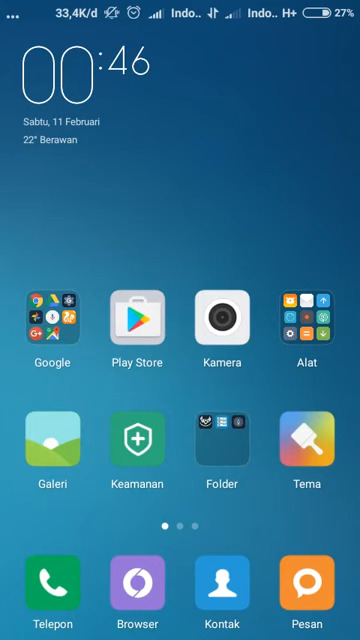 ... 33,4K/d Indo.. Indo.. H+ 27%
00:46
Sabtu, 11 Februari
22° Berawan
Google Play Store Kamera Alat
Galeri Keamanan Folder Tema
Telepon Browser Kontak Pesan